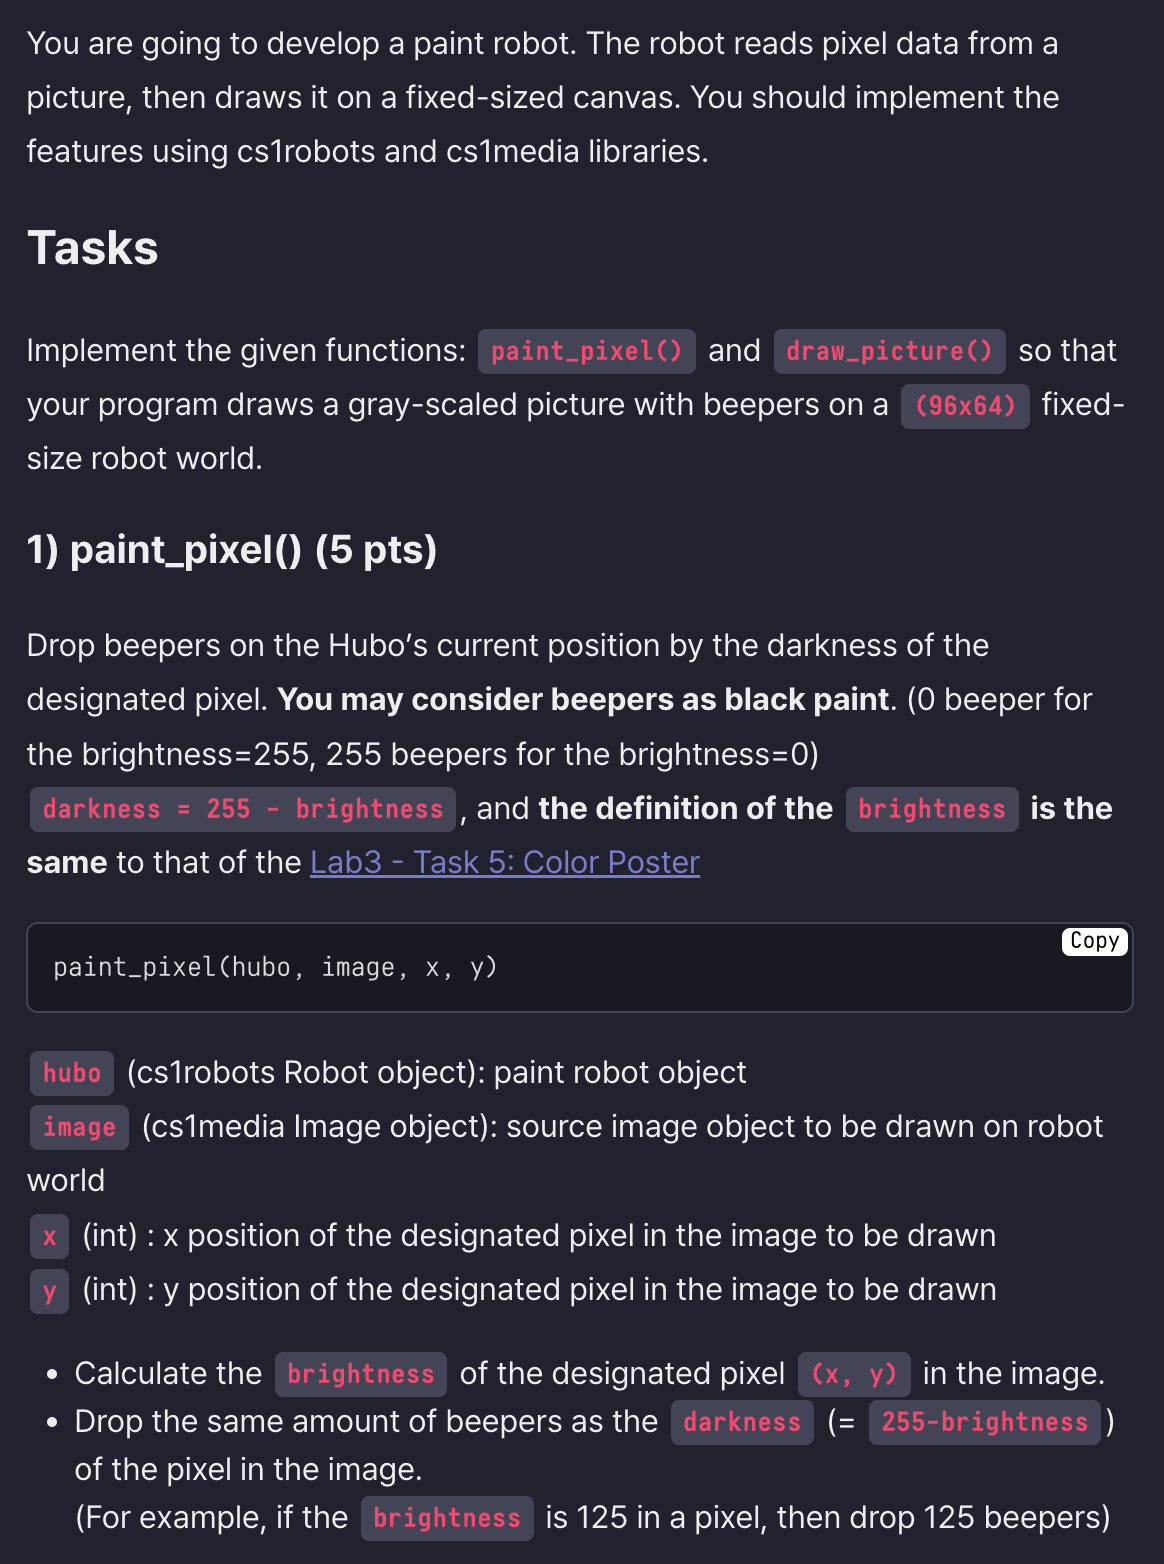 You are going to develop a paint robot. The robot reads pixel data from a
picture, then draws it on a fixed-sized canvas. You should implement the
features using cs1robots and cs1media libraries.
Tasks
Implement the given functions: paint_pixel() and draw_picture() so that
your program draws a gray-scaled picture with beepers on a (96x64) fixed-
size robot world.
1) paint_pixel() (5 pts)
Drop beepers on the Hubo’s current position by the darkness of the
designated pixel. You may consider beepers as black paint. (0 beeper for
the brightness=255, 255 beepers for the brightness=0)
darkness = 255 - brightness, and the definition of the brightness is the
same to that of the Lab3 - Task 5: Color Poster
Copy
paint_pixel(hubo, image, x, y)
hubo (cs1robots Robot object): paint robot object
image (cs1media Image object): source image object to be drawn on robot
world
x (int) : x position of the designated pixel in the image to be drawn
y (int) : y position of the designated pixel in the image to be drawn
• Calculate the brightness of the designated pixel (x, y) in the image.
• Drop the same amount of beepers as the darkness (= 255-brightness)
of the pixel in the image.
(For example, if the brightness is 125 in a pixel, then drop 125 beepers)